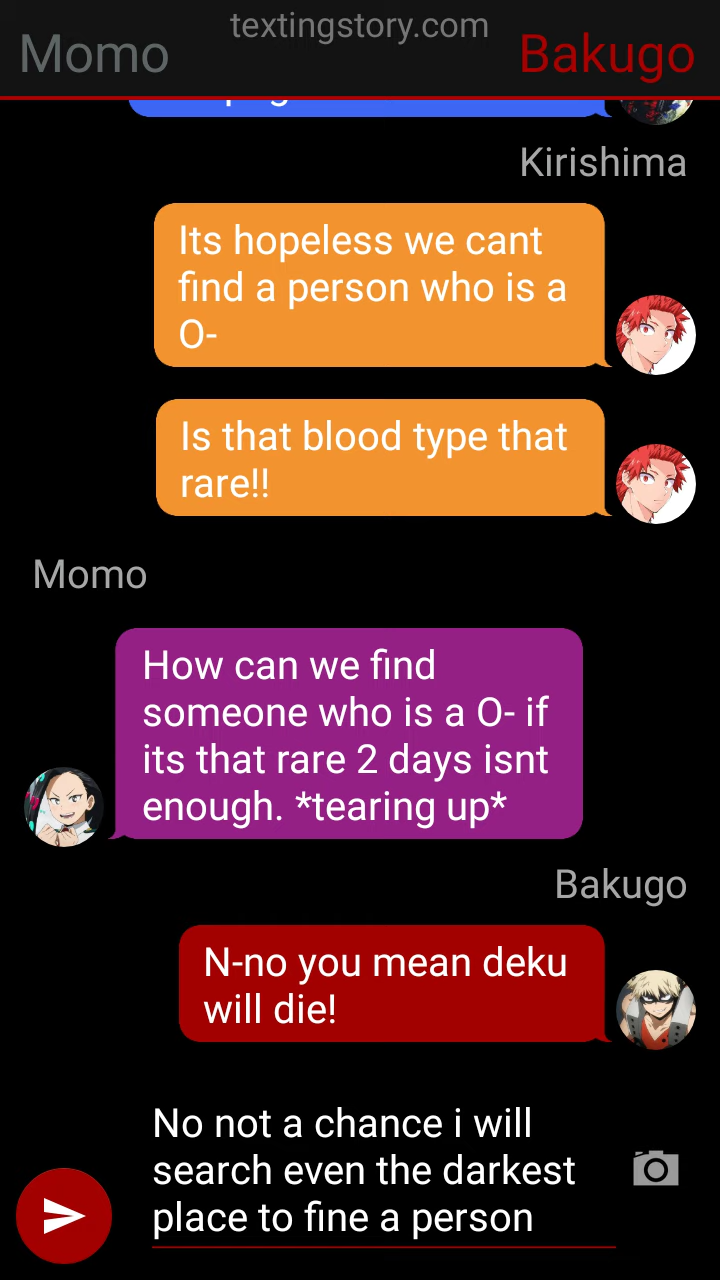 textingstory.com
Momo
Bakugo
Kirishima
Its hopeless we cant
find a person who is a
O-
Is that blood type that
rare!!
Momo
How can we find
someone who is a O- if
its that rare 2 days isnt
enough. *tearing up*
Bakugo
N-no you mean deku
will die!
No not a chance i will
search even the darkest
place to fine a person